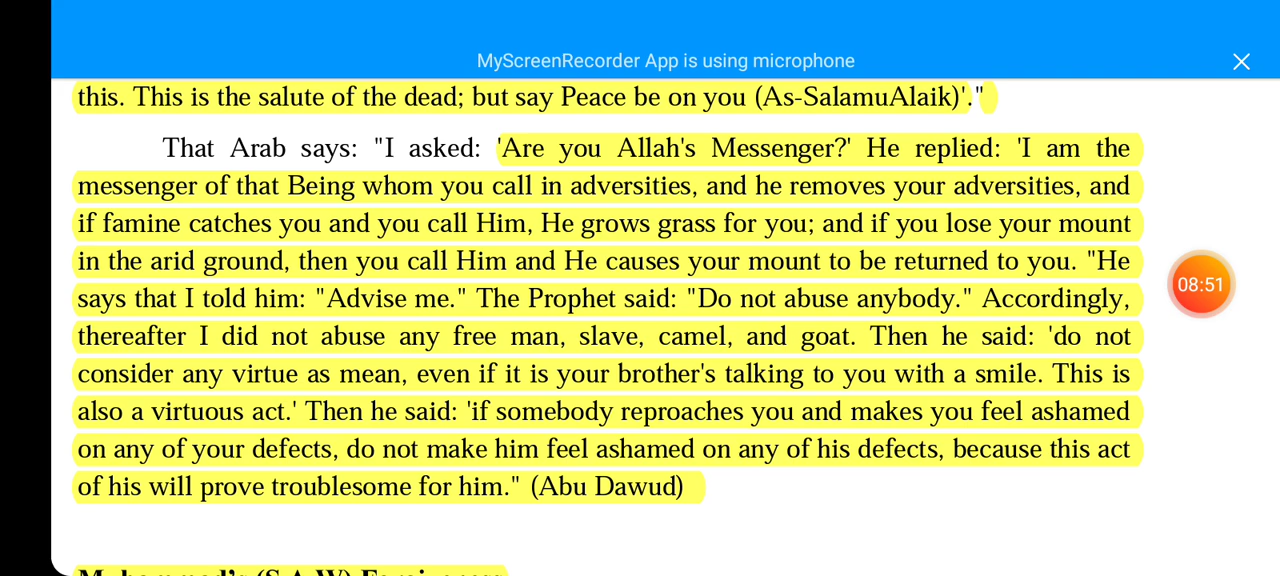 MyScreenRecorder App is using microphone
this. This is the salute of the dead; but say Peace be on you (As-SalamuAlaik)'."
That Arab says: "I asked: 'Are you Allah's Messenger?' He replied: 'I am the
messenger of that Being whom you call in adversities, and he removes your adversities, and
if famine catches you and you call Him, He grows grass for you; and if you lose your mount
in the arid ground, then you call Him and He causes your mount to be returned to you. "He
says that I told him: "Advise me." The Prophet said: "Do not abuse anybody." Accordingly,
thereafter I did not abuse any free man, slave, camel, and goat. Then he said: 'do not
consider any virtue as mean, even if it is your brother's talking to you with a smile. This is
also a virtuous act.' Then he said: 'if somebody reproaches you and makes you feel ashamed
on any of your defects, do not make him feel ashamed on any of his defects, because this act
of his will prove troublesome for him." (Abu Dawud)
08:51
Muhammad's (S.A.W) Forgiveness